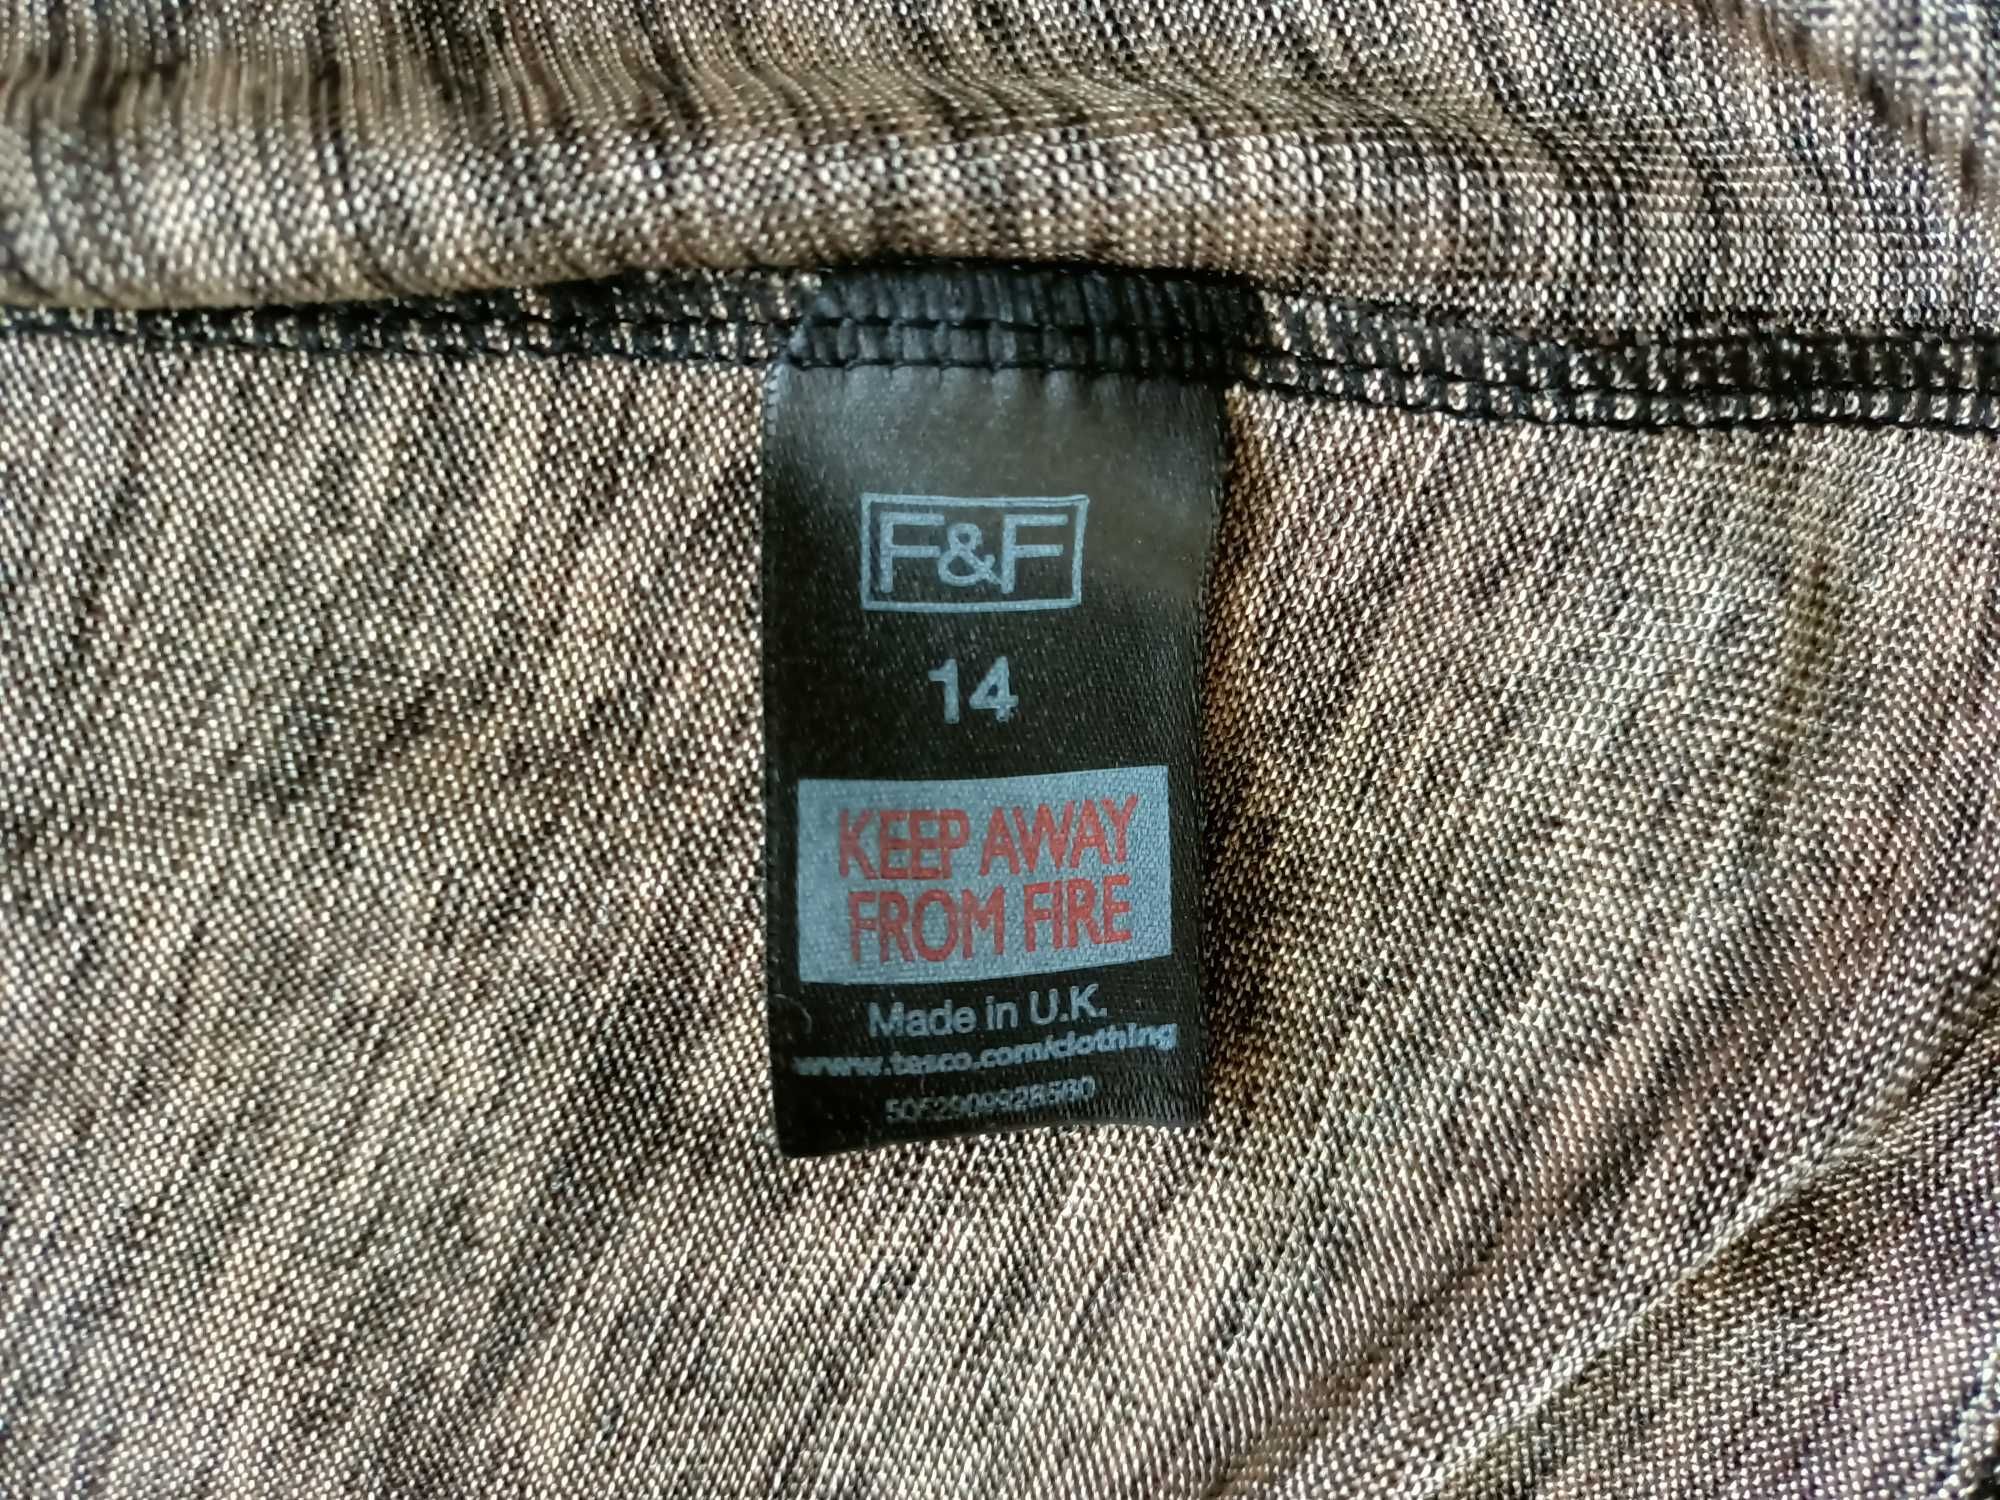 F&F
14
KEEP AWAY
FROM FIRE
Made in U.K.
www.tesco.com/clothing